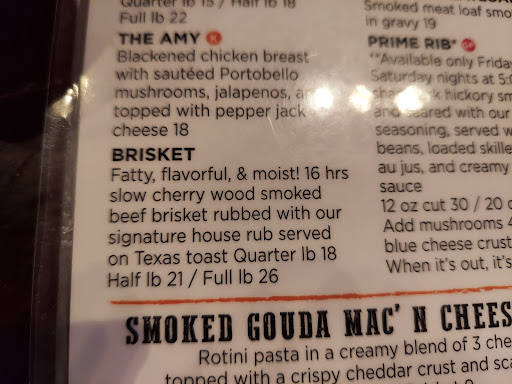 Quarter lb 15 / Half lb 18
Full lb 22
THE AMY
Blackened chicken breast
with sautéed Portobello
mushrooms, jalapenos,
topped with pepper jack
cheese 18
BRISKET
Fatty, flavorful, & moist! 16 hrs
slow cherry wood smoked
beef brisket rubbed with our
signature house rub served
on Texas toast Quarter lb 18
Half lb 21 / Full lb 26
Smoked meat loaf smo
in gravy 19
PRIME RIB*
**Available only Friday
Saturday nights at 5:0
hickory sm
and seared with our
seasoning, served w
beans, loaded skille
au jus, and creamy
sauce
12 oz cut 30 / 20 o
Add mushrooms 4
blue cheese crust
When it's out, it's
SMOKED GOUDA MAC' N CHEES
Rotini pasta in a creamy blend of 3 che
topped with a crispy cheddar crust and sca